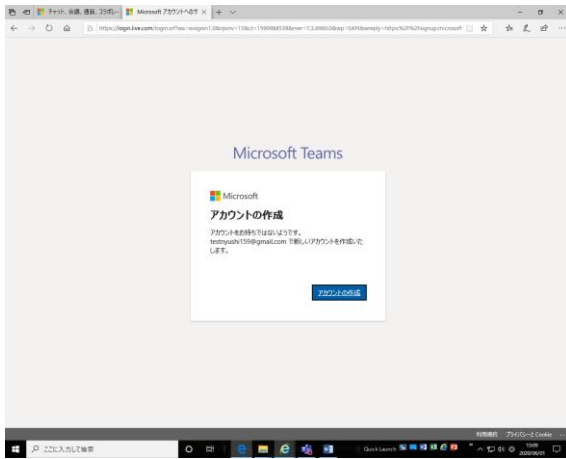 チャット、会議、通話、コラボレ
Microsoft アカウントへのサ
Microsoft Teams
Microsoft
アカウントの作成
アカウントをお持ちではないようです。
testnyushi159@gmail.com で新しいアカウントを作成いた
します。
アカウントの作成
利用規約 プライバシーと Cookie
ここに入力して検索
Quick Launch
2020/06/01